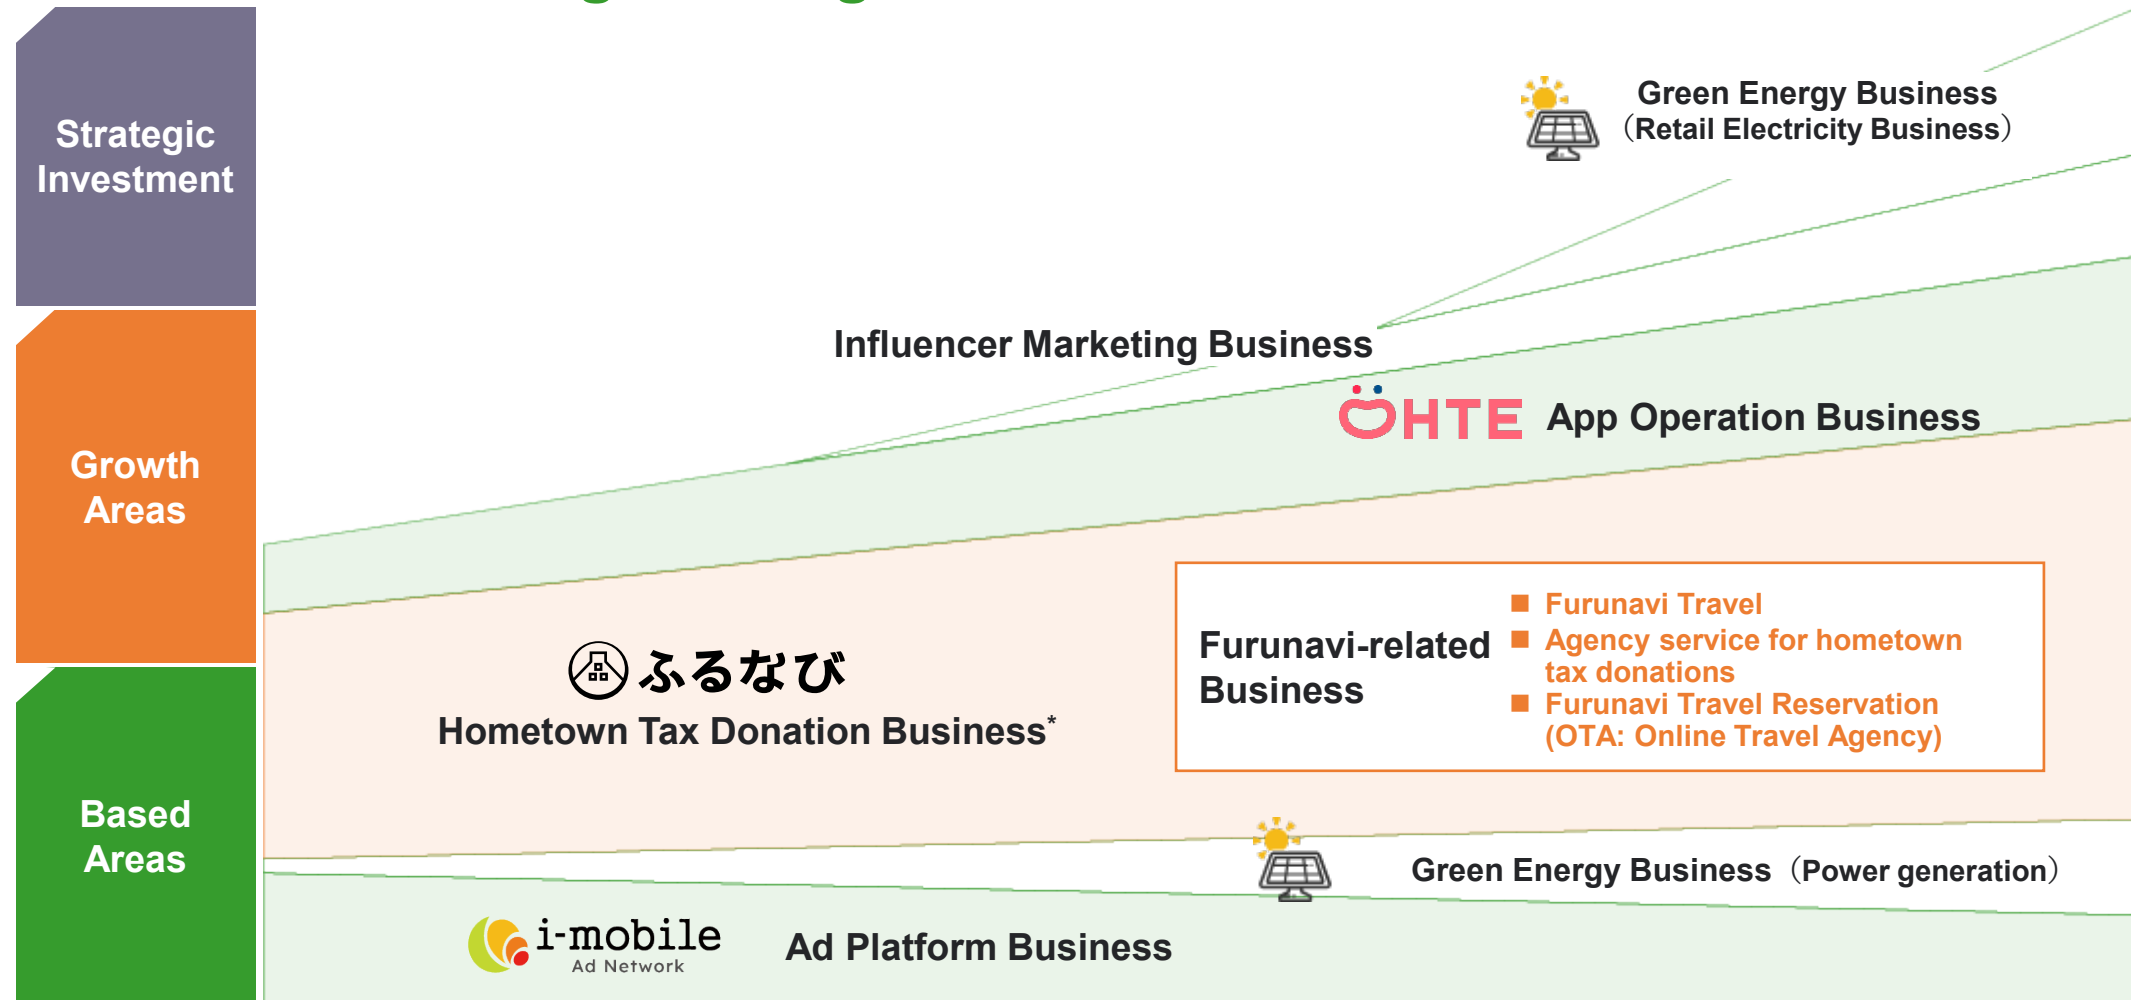 Strategic
Investment
Green Energy Business
（Retail Electricity Business）
Influencer Marketing Business
ÖHTE App Operation Business
Growth
Areas
Furunavi-related
Business
■ Furunavi Travel
■ Agency service for hometown
tax donations
■ Furunavi Travel Reservation
(OTA: Online Travel Agency)
ふるなび
Hometown Tax Donation Business*
Based
Areas
Green Energy Business（Power generation）
i-mobile
Ad Network
Ad Platform Business